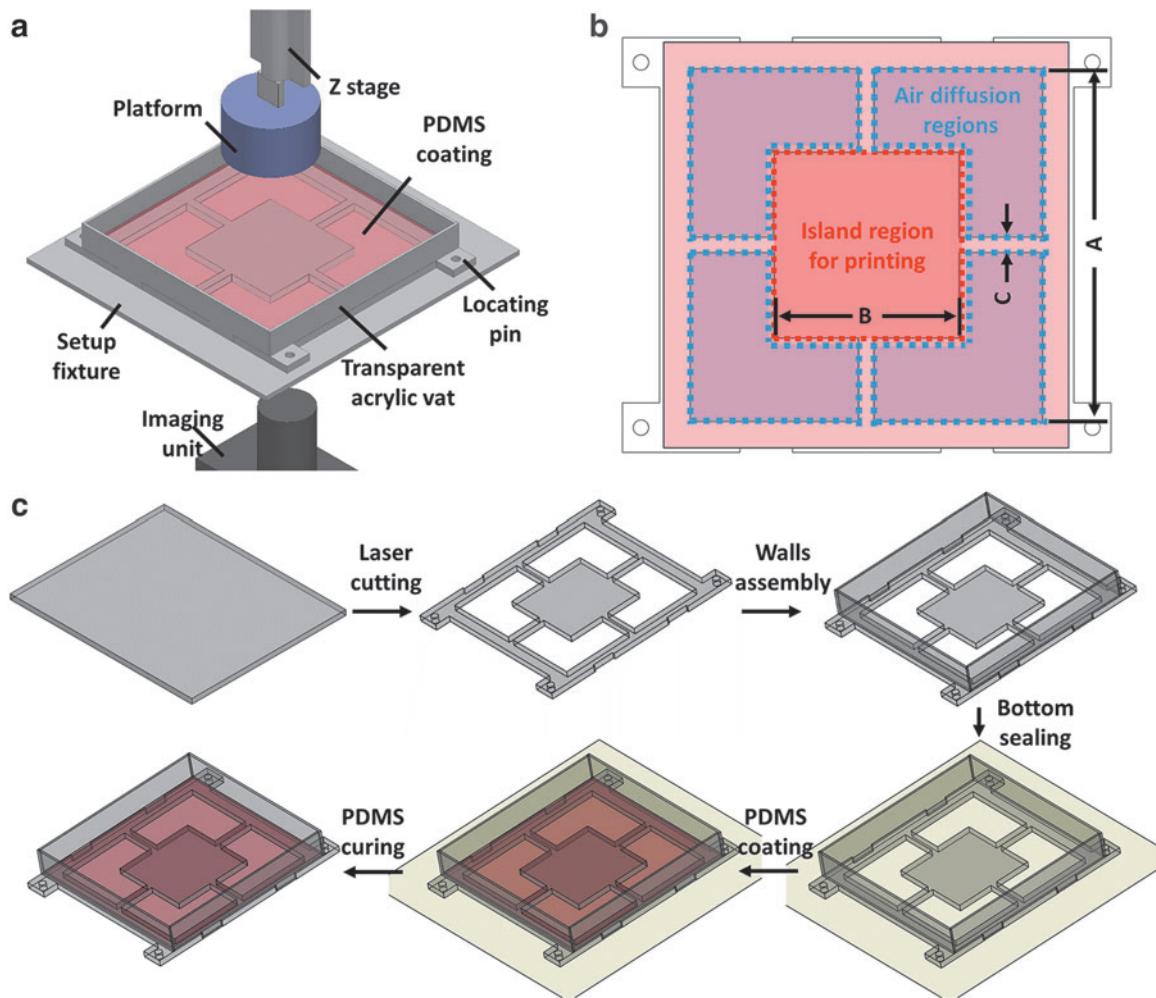 a
Z stage
Platform
PDMS
coating
Setup
fixture
Locating
pin
Transparent
acrylic vat
Imaging
unit
b
Air diffusion
regions
Island region
for printing
A
B
C
c
Laser
cutting
Walls
assembly
Bottom
sealing
PDMS
coating
PDMS
curing